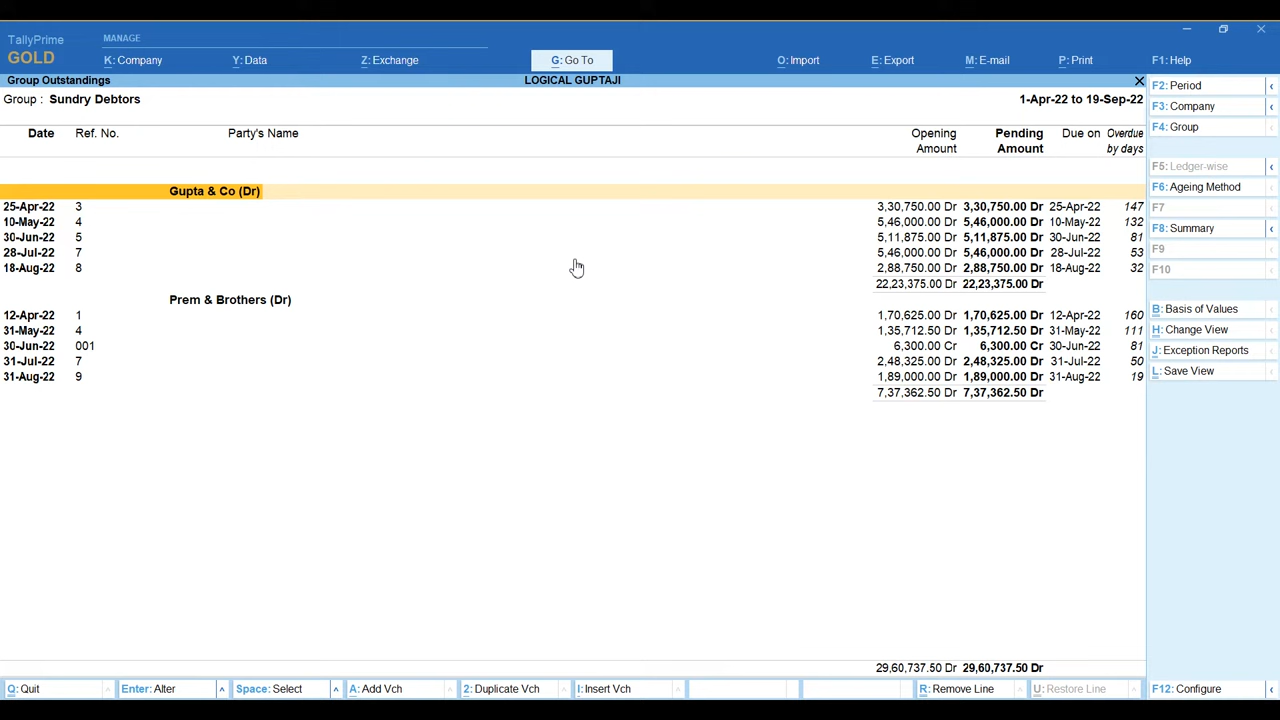 TallyPrime MANAGE
GOLD K: Company Y: Data Z: Exchange G: Go To O: Import E: Export M: E-mail P: Print F1: Help
Group Outstandings LOGICAL GUPTAJI
Group : Sundry Debtors 1-Apr-22 to 19-Sep-22
Date Ref. No. Party's Name Opening Pending Due on Overdue
Amount Amount by days
Gupta & Co (Dr)
25-Apr-22 3 3,30,750.00 Dr 3,30,750.00 Dr 25-Apr-22 147
10-May-22 4 5,46,000.00 Dr 5,46,000.00 Dr 10-May-22 132
30-Jun-22 5 5,11,875.00 Dr 5,11,875.00 Dr 30-Jun-22 81
28-Jul-22 7 5,46,000.00 Dr 5,46,000.00 Dr 28-Jul-22 53
18-Aug-22 8 2,88,750.00 Dr 2,88,750.00 Dr 18-Aug-22 32
22,23,375.00 Dr 22,23,375.00 Dr
Prem & Brothers (Dr)
12-Apr-22 1 1,70,625.00 Dr 1,70,625.00 Dr 12-Apr-22 160
31-May-22 4 1,35,712.50 Dr 1,35,712.50 Dr 31-May-22 111
30-Jun-22 001 6,300.00 Cr 6,300.00 Cr 30-Jun-22 81
31-Jul-22 7 2,48,325.00 Dr 2,48,325.00 Dr 31-Jul-22 50
31-Aug-22 9 1,89,000.00 Dr 1,89,000.00 Dr 31-Aug-22 19
7,37,362.50 Dr 7,37,362.50 Dr
29,60,737.50 Dr 29,60,737.50 Dr
F2: Period
F3: Company
F4: Group
F5: Ledger-wise
F6: Ageing Method
F7
F8: Summary
F9
F10
B: Basis of Values
H: Change View
J: Exception Reports
L: Save View
Q: Quit Enter: Alter Space: Select A: Add Vch 2: Duplicate Vch I: Insert Vch R: Remove Line U: Restore Line F12: Configure